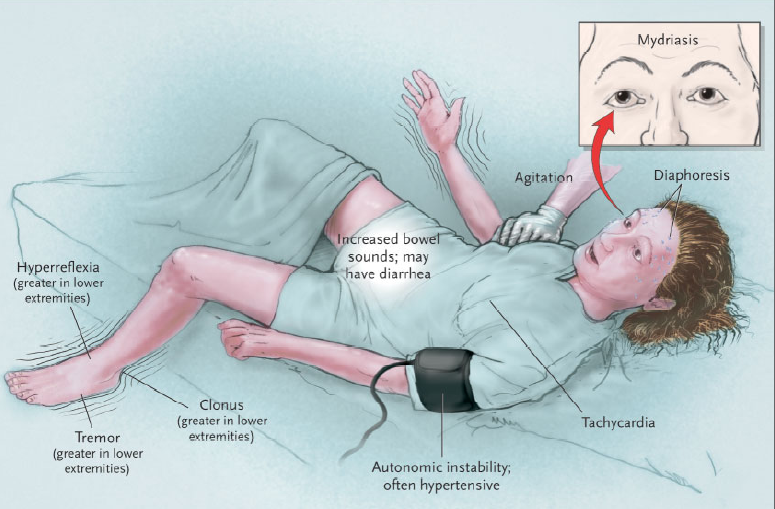 Mydriasis
Agitation
Diaphoresis
Increased bowel
sounds; may
have diarrhea
Hyperreflexia
(greater in lower
extremities)
Clonus
(greater in lower
extremities)
Tremor
(greater in lower
extremities)
Tachycardia
Autonomic instability;
often hypertensive